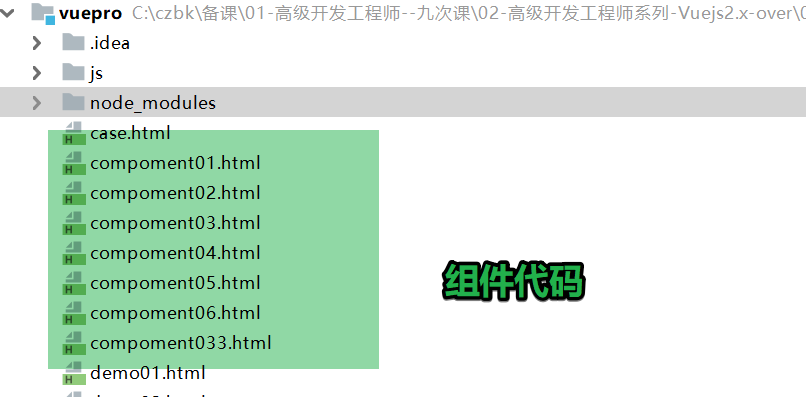 vuepro C:\czbk\备课\01-高级开发工程师--九次课\02-高级开发工程师系列-Vuejs2.x-over\0
.idea
js
node_modules
case.html
compoment01.html
compoment02.html
compoment03.html
compoment04.html
compoment05.html
组件代码
compoment06.html
compoment033.html
demo01.html